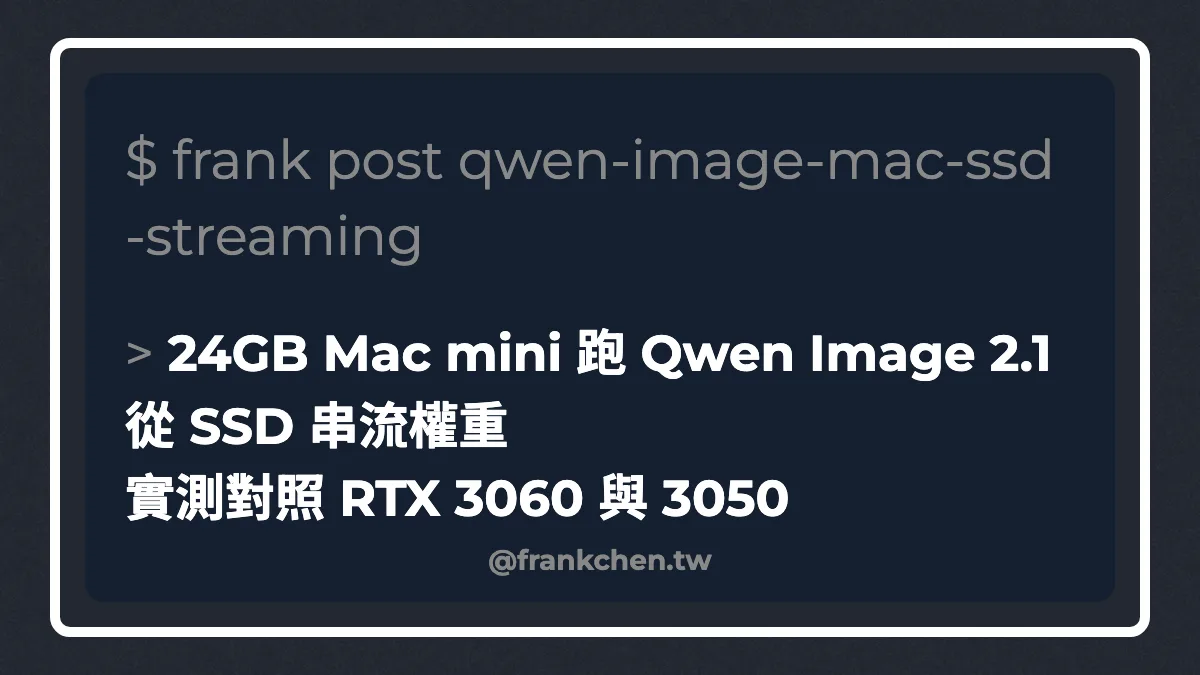 $ frank post qwen-image-mac-ssd
-streaming
> 24GB Mac mini 跑 Qwen Image 2.1
從 SSD 串流權重
實測對照 RTX 3060 與 3050
@frankchen.tw